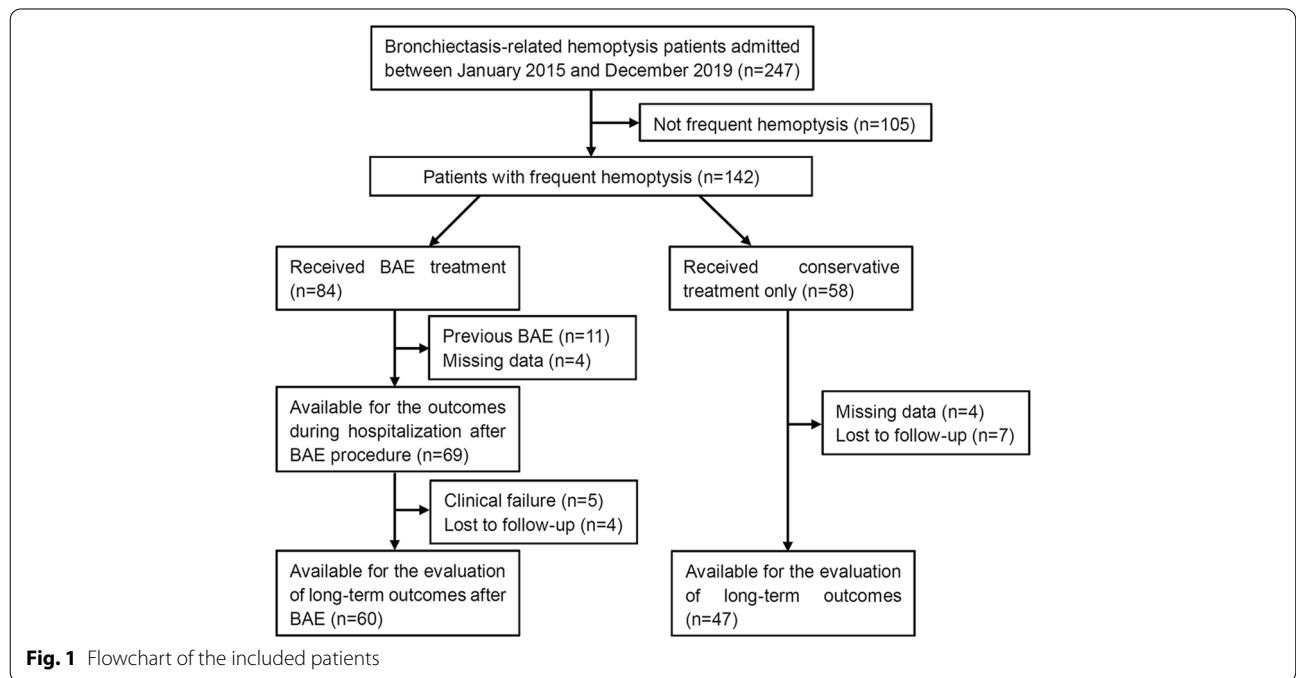 Bronchiectasis-related hemoptysis patients admitted
between January 2015 and December 2019 (n=247)
Not frequent hemoptysis (n=105)
Patients with frequent hemoptysis (n=142)
Received BAE treatment
(n=84)
Received conservative
treatment only (n=58)
Previous BAE (n=11)
Missing data (n=4)
Available for the outcomes
during hospitalization after
BAE procedure (n=69)
Missing data (n=4)
Lost to follow-up (n=7)
Clinical failure (n=5)
Lost to follow-up (n=4)
Available for the evaluation
of long-term outcomes after
BAE (n=60)
Available for the evaluation
of long-term outcomes
(n=47)
Fig. 1 Flowchart of the included patients